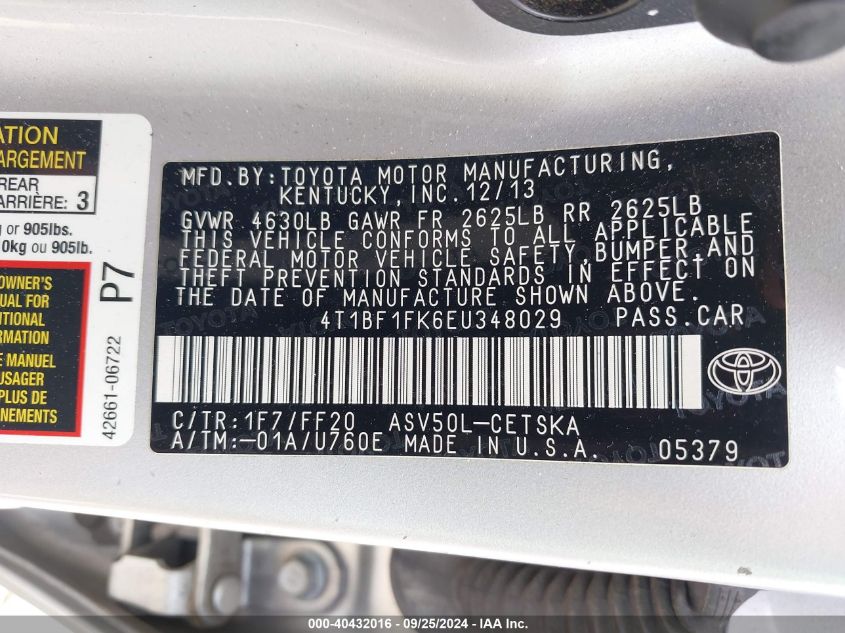 ATION
ARGEMENT
REAR
ARRIÈRE: 3
g or 905lbs.
0kg ou 905lb.
OWNER'S
UAL FOR
ITIONAL
RMATION
E MANUEL
USAGER
PLUS DE
NEMENTS
P7
42661-06722
MFD.BY:TOYOTA MOTOR MANUFACTURING,
KENTUCKY,INC.12/13
GVWR 4630LB GAWR FR 2625LB RR 2625LB
THIS VEHICLE CONFORMS TO ALL APPLICABLE
FEDERAL MOTOR VEHICLE SAFETY,BUMPER,AND
THEFT PREVENTION STANDARDS IN EFFECT ON
THE DATE OF MANUFACTURE SHOWN ABOVE.
4T1BF1FK6EU348029 PASS.CAR
C/TR:1F7/FF20 ASV50L-CETSKA
A/TM:-01A/U760E MADE IN U.S.A. 05379
000-40432016 - 09/25/2024 - IAA Inc.